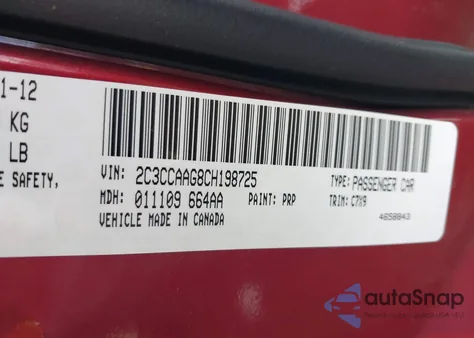 1-12
KG
LB
E SAFETY,
VIN: 2C3CCAAG8CH198725
TYPE: PASSENGER CAR
MDH: 011109 664AA
PAINT: PRP
TRIM: C7X9
VEHICLE MADE IN CANADA
4650843
autoSnap